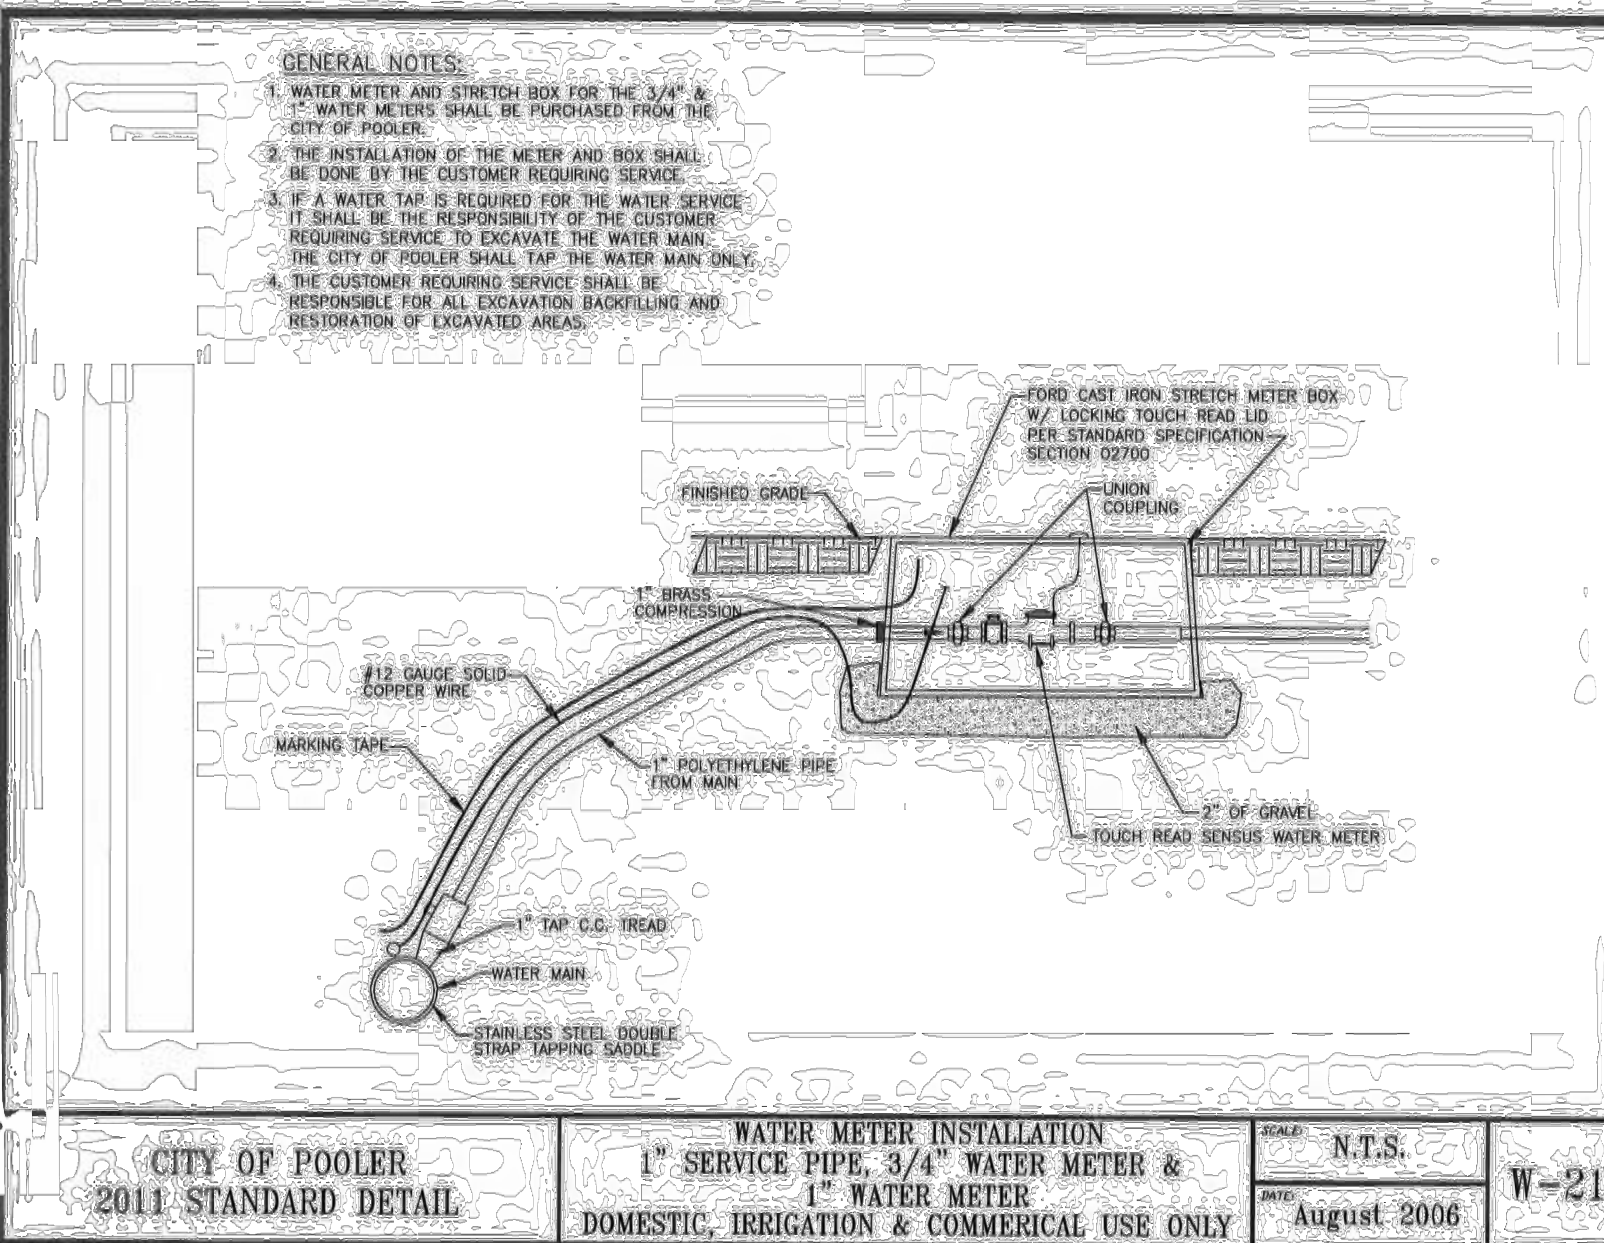 GENERAL NOTES:
1. WATER METER AND STRETCH BOX FOR THE 3/4" &
1" WATER METERS SHALL BE PURCHASED FROM THE
CITY OF POOLER.
2. THE INSTALLATION OF THE METER AND BOX SHALL
BE DONE BY THE CUSTOMER REQUIRING SERVICE.
3. IF A WATER TAP IS REQUIRED FOR THE WATER SERVICE
IT SHALL BE THE RESPONSIBILITY OF THE CUSTOMER
REQUIRING SERVICE TO EXCAVATE THE WATER MAIN.
THE CITY OF POOLER SHALL TAP THE WATER MAIN ONLY.
4. THE CUSTOMER REQUIRING SERVICE SHALL BE
RESPONSIBLE FOR ALL EXCAVATION BACKFILLING AND
RESTORATION OF EXCAVATED AREAS.
FORD CAST IRON STRETCH METER BOX
W/ LOCKING TOUCH READ LID
PER STANDARD SPECIFICATION
SECTION 02700
FINISHED GRADE
UNION
COUPLING
1" BRASS
COMPRESSION
#12 GAUGE SOLID
COPPER WIRE
MARKING TAPE
1" POLYETHYLENE PIPE
FROM MAIN
2" OF GRAVEL
TOUCH READ SENSUS WATER METER
1" TAP C.C. TREAD
WATER MAIN
STAINLESS STEEL DOUBLE
STRAP TAPPING SADDLE
CITY OF POOLER
2011 STANDARD DETAIL
WATER METER INSTALLATION
1" SERVICE PIPE, 3/4" WATER METER &
1" WATER METER
DOMESTIC, IRRIGATION & COMMERICAL USE ONLY
SCALE:
N.T.S.
DATE:
August 2006
W-21